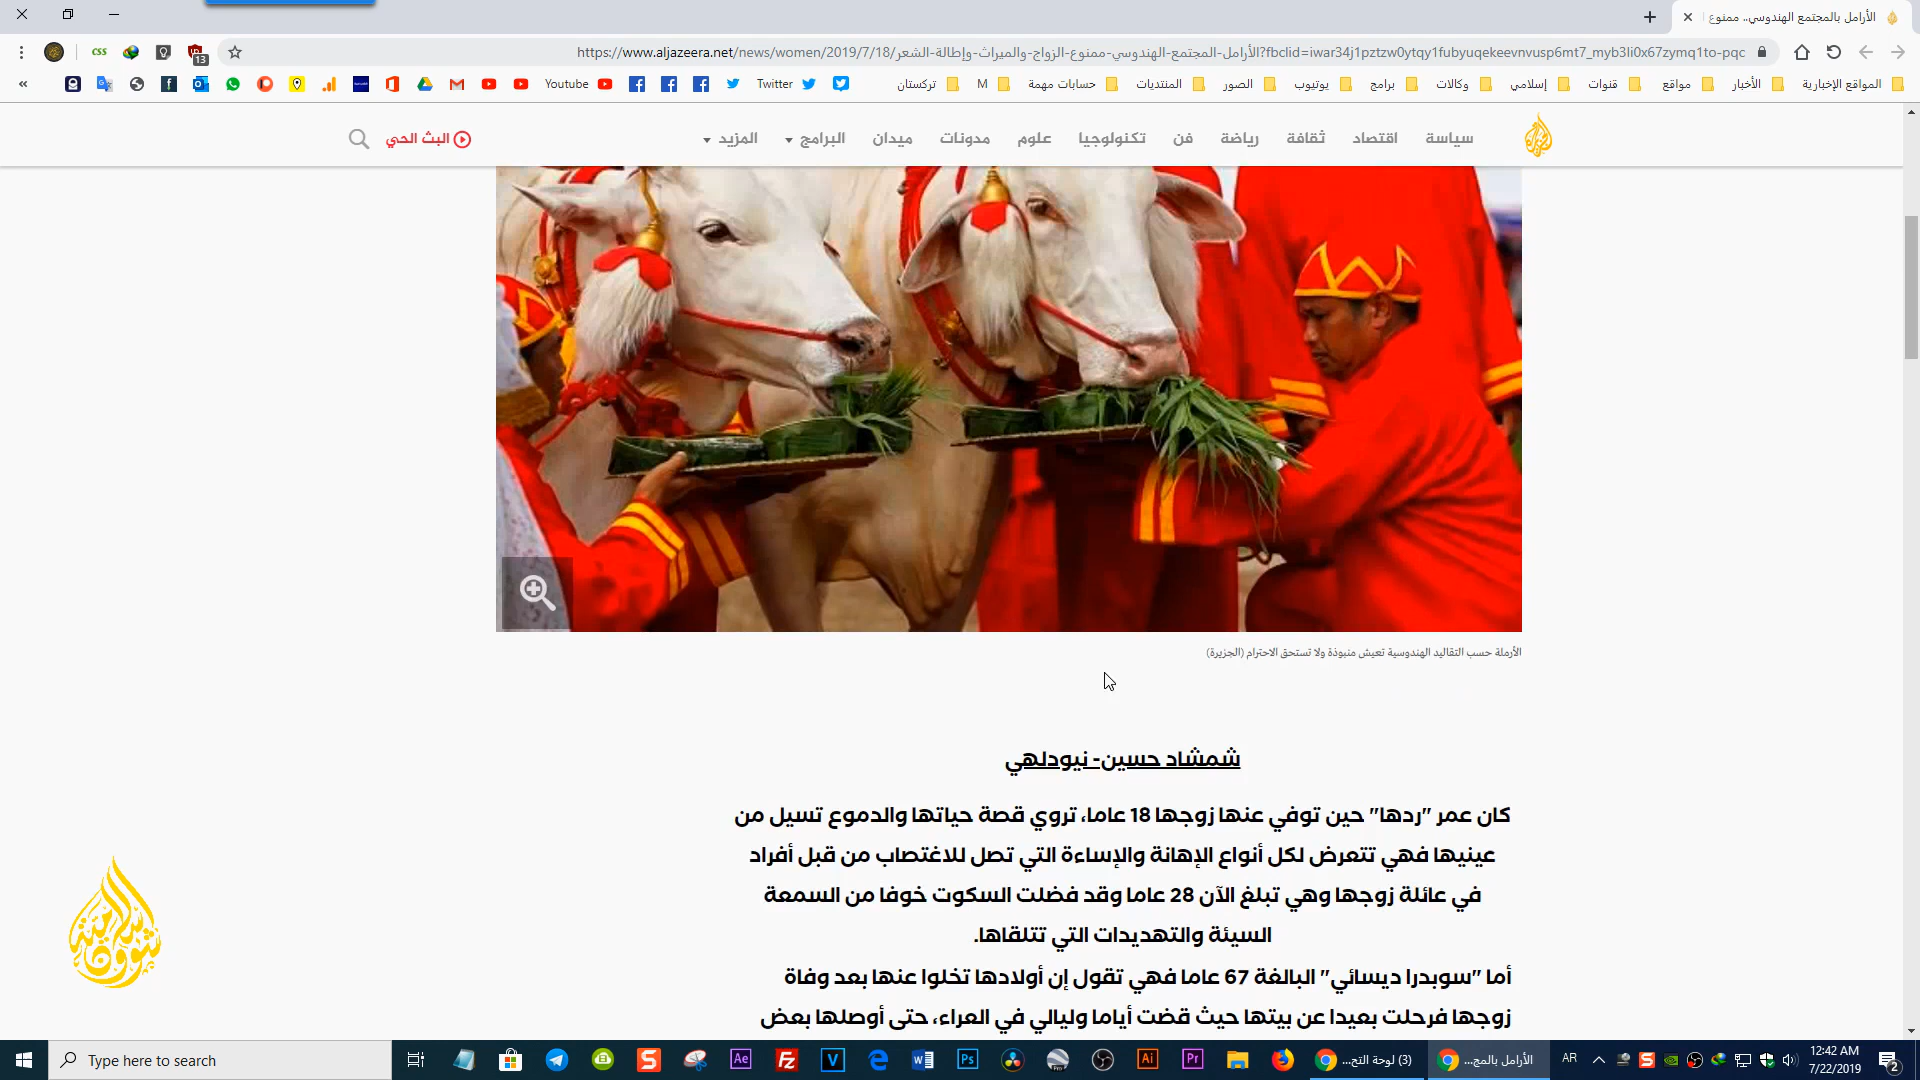 الأرامل بالمجتمع الهندوسي.. ممنوع
https://www.aljazeera.net/news/women/2019/7/18/الأرامل-المجتمع-الهندوسي-ممنوع-الزواج-والميراث-وإطالة-الشعر?fbclid=iwar34j1pztzw0ytqy1fubyuqekeevnvusp6mt7_myb3li0x67zymq1to-pqc
css
13
المواقع الإخبارية
الأخبار
مواقع
قنوات
إسلامي
وكالات
برامج
يوتيوب
الصور
المنتديات
حسابات مهمة
M
تركستان
Twitter
Youtube
سياسة
اقتصاد
ثقافة
رياضة
فن
تكنولوجيا
علوم
مدونات
ميدان
البرامج
المزيد
البث الحي
الأرملة حسب التقاليد الهندوسية تعيش منبوذة ولا تستحق الاحترام (الجزيرة)
شمشاد حسين- نيودلهي
كان عمر "ردها" حين توفي عنها زوجها 18 عاما، تروي قصة حياتها والدموع تسيل من
عينيها فهي تتعرض لكل أنواع الإهانة والإساءة التي تصل للاغتصاب من قبل أفراد
في عائلة زوجها وهي تبلغ الآن 28 عاما وقد فضلت السكوت خوفا من السمعة
السيئة والتهديدات التي تتلقاها.
أما "سوبدرا ديسائي" البالغة 67 عاما فهي تقول إن أولادها تخلوا عنها بعد وفاة
زوجها فرحلت بعيدا عن بيتها حيث قضت أياما وليالي في العراء، حتى أوصلها بعض
Type here to search
Ae
Fz
V
Ps
Ai
Pr
(3) لوحة التح...
الأرامل بالمج...
AR
12:42 AM
7/22/2019
2